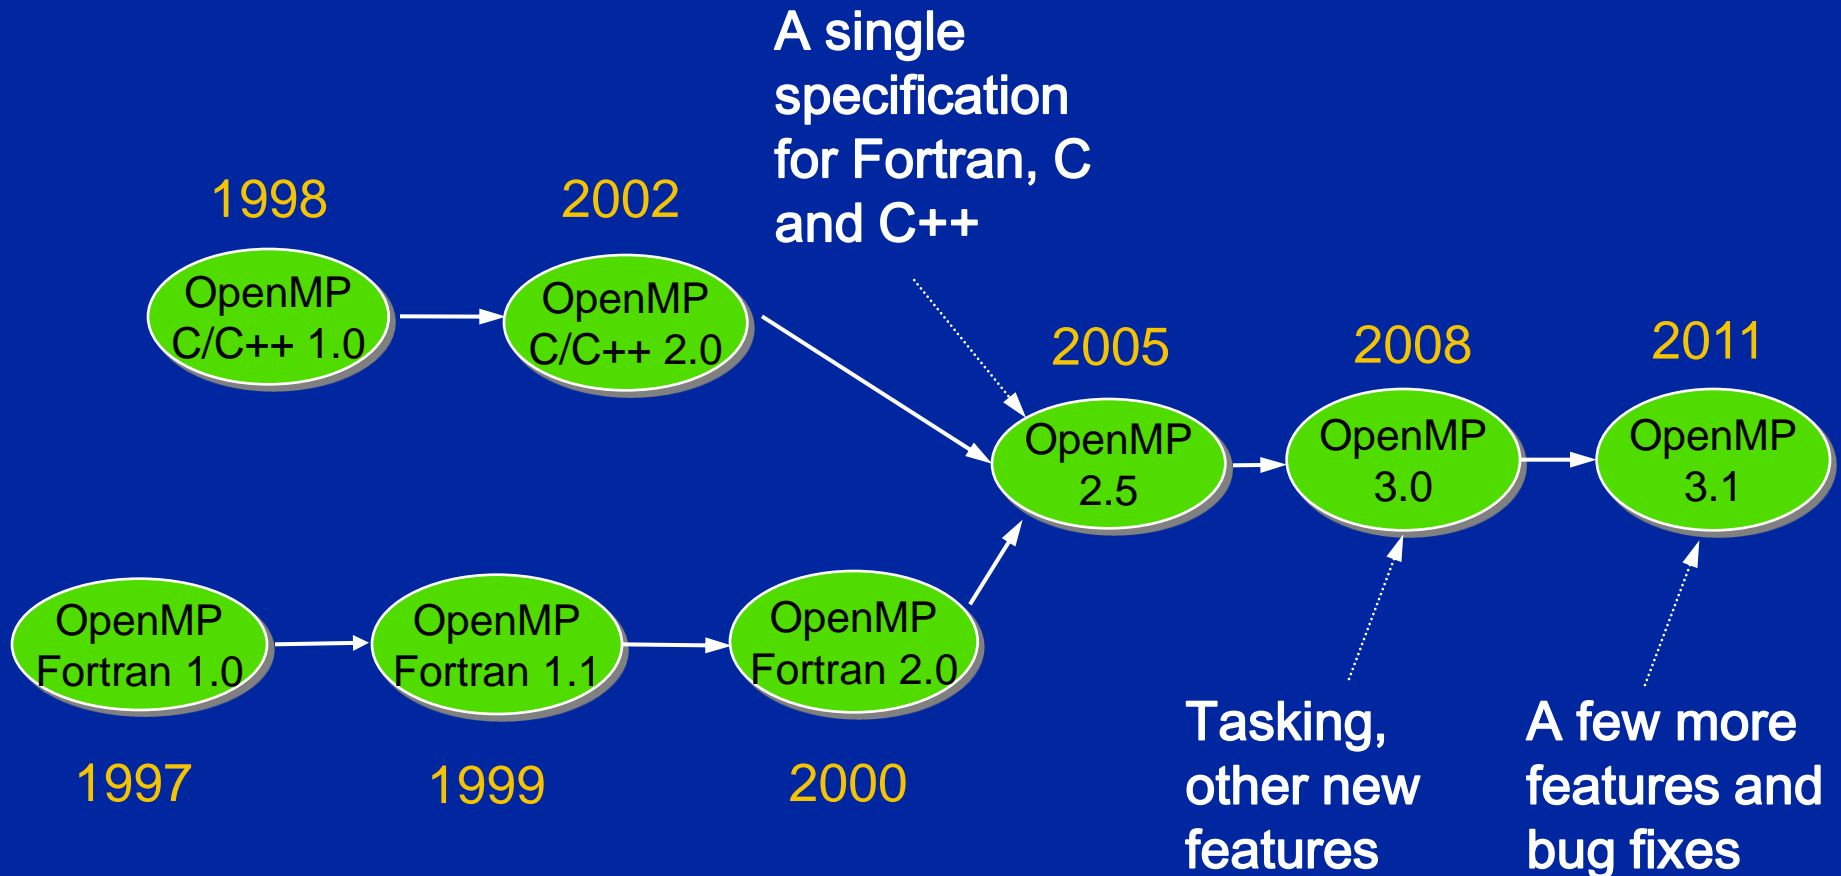 A single
specification
for Fortran, C
and C++
1998
2002
OpenMP
C/C++ 1.0
OpenMP
C/C++ 2.0
2005
2008
2011
OpenMP
2.5
OpenMP
3.0
OpenMP
3.1
OpenMP
Fortran 1.0
OpenMP
Fortran 1.1
OpenMP
Fortran 2.0
1997
1999
2000
Tasking,
other new
features
A few more
features and
bug fixes